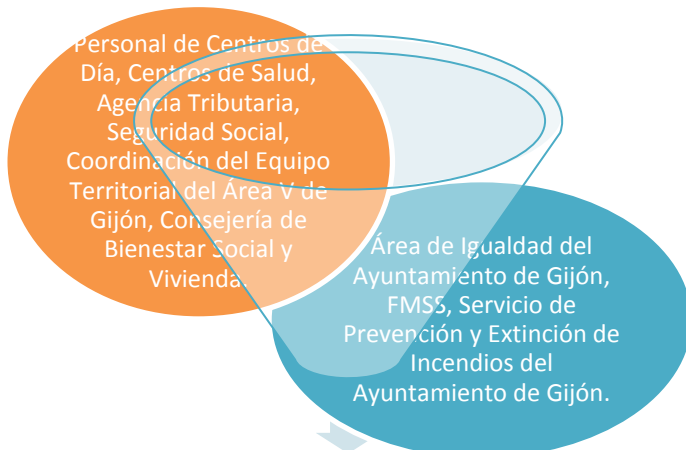 Personal de Centros de
Día, Centros de Salud,
Agencia Tributaria,
Seguridad Social,
Coordinación del Equipo
Territorial del Área V de
Gijón, Consejería de
Bienestar Social y
Vivienda.
Área de Igualdad del
Ayuntamiento de Gijón,
FMSS, Servicio de
Prevención y Extinción de
Incendios del
Ayuntamiento de Gijón.